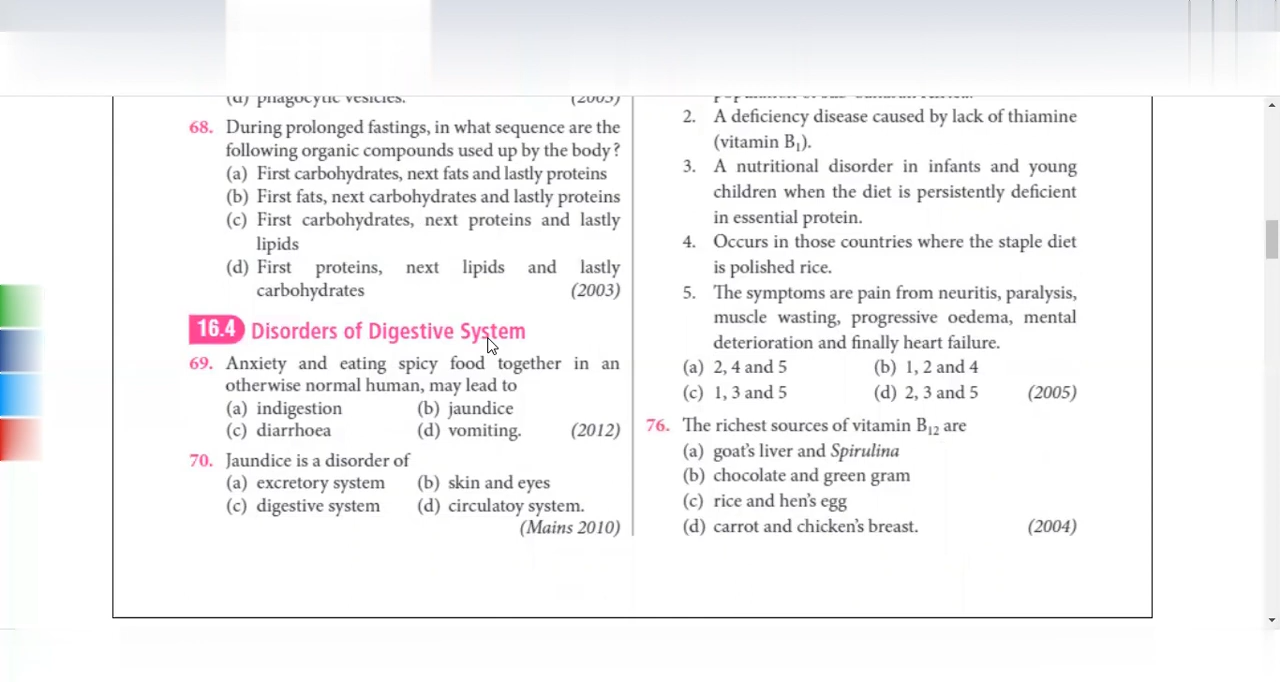 (d) phagocytic vesicles. (2003)
68. During prolonged fastings, in what sequence are the
following organic compounds used up by the body?
(a) First carbohydrates, next fats and lastly proteins
(b) First fats, next carbohydrates and lastly proteins
(c) First carbohydrates, next proteins and lastly
lipids
(d) First proteins, next lipids and lastly
carbohydrates (2003)
16.4 Disorders of Digestive System
69. Anxiety and eating spicy food together in an
otherwise normal human, may lead to
(a) indigestion (b) jaundice
(c) diarrhoea (d) vomiting. (2012)
70. Jaundice is a disorder of
(a) excretory system (b) skin and eyes
(c) digestive system (d) circulatoy system.
(Mains 2010)
2. A deficiency disease caused by lack of thiamine
(vitamin B₁).
3. A nutritional disorder in infants and young
children when the diet is persistently deficient
in essential protein.
4. Occurs in those countries where the staple diet
is polished rice.
5. The symptoms are pain from neuritis, paralysis,
muscle wasting, progressive oedema, mental
deterioration and finally heart failure.
(a) 2, 4 and 5 (b) 1, 2 and 4
(c) 1, 3 and 5 (d) 2, 3 and 5 (2005)
76. The richest sources of vitamin B₁₂ are
(a) goat's liver and Spirulina
(b) chocolate and green gram
(c) rice and hen's egg
(d) carrot and chicken's breast. (2004)